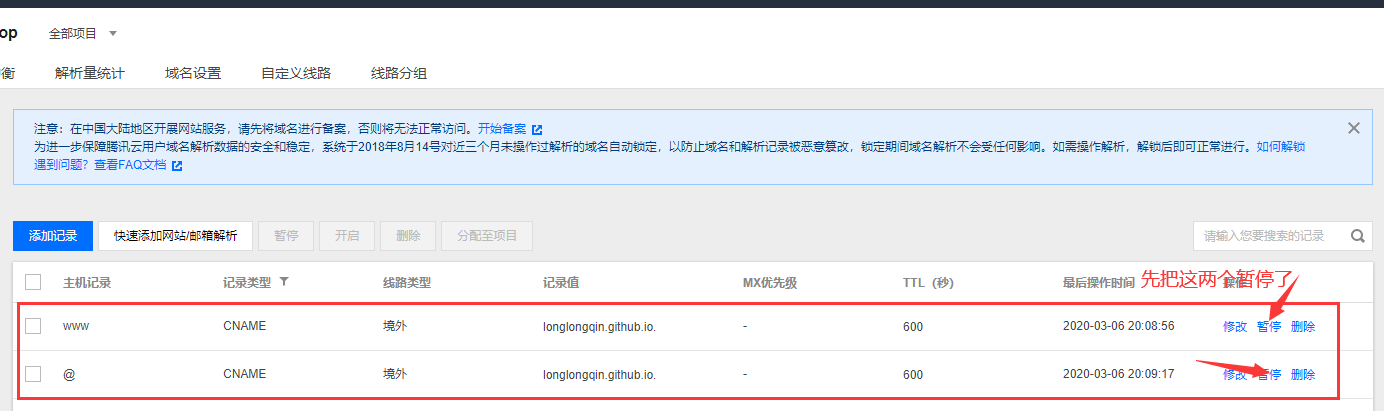 op 全部项目
衡 解析量统计 域名设置 自定义线路 线路分组
注意：在中国大陆地区开展网站服务，请先将域名进行备案，否则将无法正常访问。开始备案
为进一步保障腾讯云用户域名解析数据的安全和稳定，系统于2018年8月14号对近三个月未操作过解析的域名自动锁定，以防止域名和解析记录被恶意篡改，锁定期间域名解析不会受任何影响。如需操作解析，解锁后即可正常进行。如何解锁
遇到问题？查看FAQ文档
添加记录 快速添加网站/邮箱解析 暂停 开启 删除 分配至项目 请输入您要搜索的记录
先把这两个暂停了
主机记录 记录类型 线路类型 记录值 MX优先级 TTL（秒） 最后操作时间 操作
www CNAME 境外 longlongqin.github.io. - 600 2020-03-06 20:08:56 修改 暂停 删除
@ CNAME 境外 longlongqin.github.io. - 600 2020-03-06 20:09:17 修改 暂停 删除